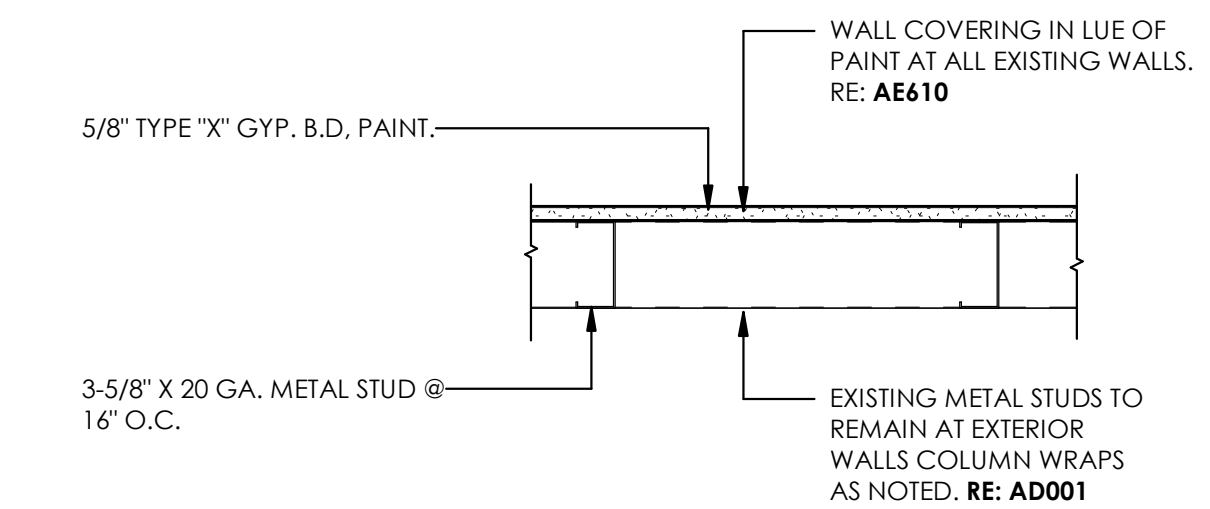 WALL COVERING IN LUE OF
PAINT AT ALL EXISTING WALLS.
RE: AE610
5/8" TYPE "X" GYP. B.D, PAINT.
3-5/8" X 20 GA. METAL STUD @
16" O.C.
EXISTING METAL STUDS TO
REMAIN AT EXTERIOR
WALLS COLUMN WRAPS
AS NOTED. RE: AD001